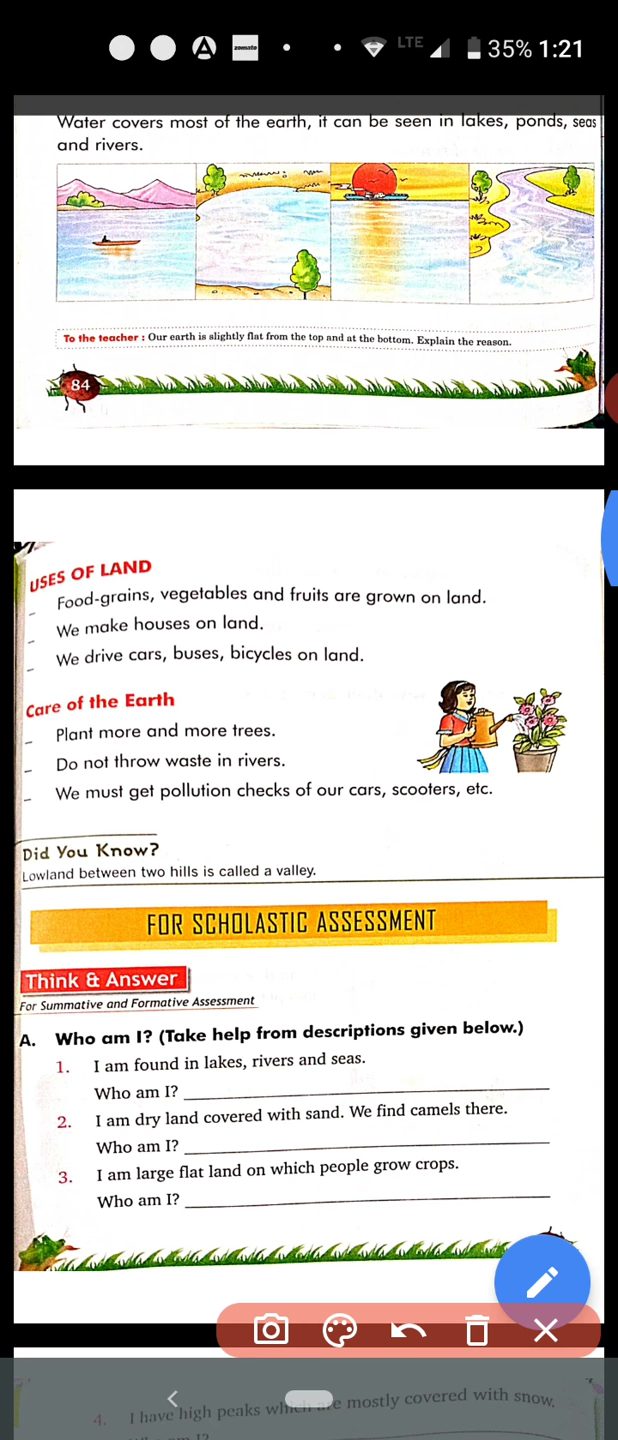 zomato
LTE 35% 1:21
Water covers most of the earth, it can be seen in lakes, ponds, seas
and rivers.
To the teacher : Our earth is slightly flat from the top and at the bottom. Explain the reason.
84
USES OF LAND
- Food-grains, vegetables and fruits are grown on land.
- We make houses on land.
- We drive cars, buses, bicycles on land.
Care of the Earth
- Plant more and more trees.
- Do not throw waste in rivers.
- We must get pollution checks of our cars, scooters, etc.
Did You Know?
Lowland between two hills is called a valley.
FOR SCHOLASTIC ASSESSMENT
Think & Answer
For Summative and Formative Assessment
A. Who am I? (Take help from descriptions given below.)
1. I am found in lakes, rivers and seas.
Who am I?
2. I am dry land covered with sand. We find camels there.
Who am I?
3. I am large flat land on which people grow crops.
Who am I?
4. I have high peaks which are mostly covered with snow.